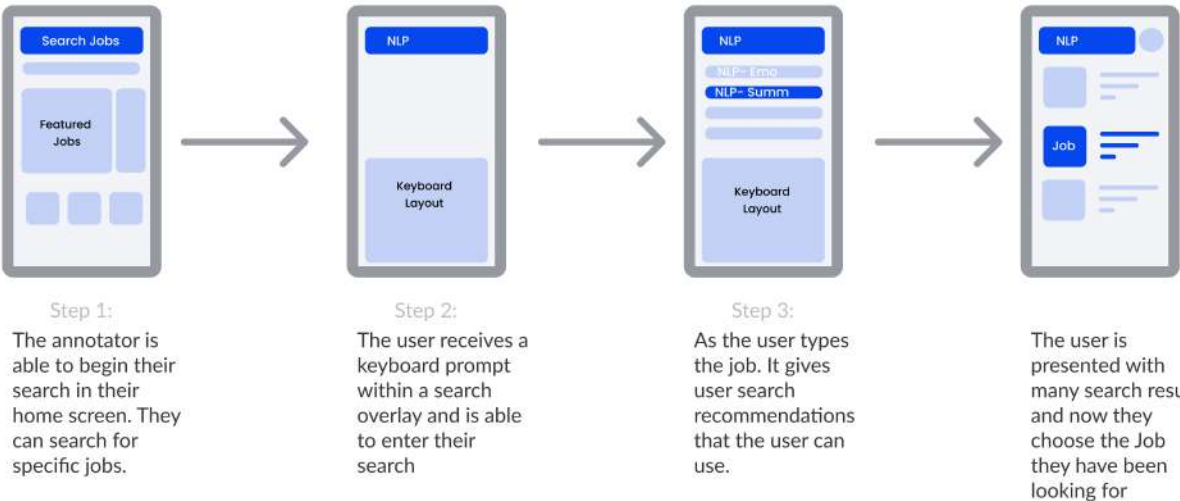 Search Jobs
Featured
Jobs
NLP
Keyboard
Layout
NLP
NLP- Emo
NLP- Summ
Keyboard
Layout
NLP
Job
Step 1:
The annotator is
able to begin their
search in their
home screen. They
can search for
specific jobs.
Step 2:
The user receives a
keyboard prompt
within a search
overlay and is able
to enter their
search
Step 3:
As the user types
the job. It gives
user search
recommendations
that the user can
use.
The user is
presented with
many search resu
and now they
choose the Job
they have been
looking for